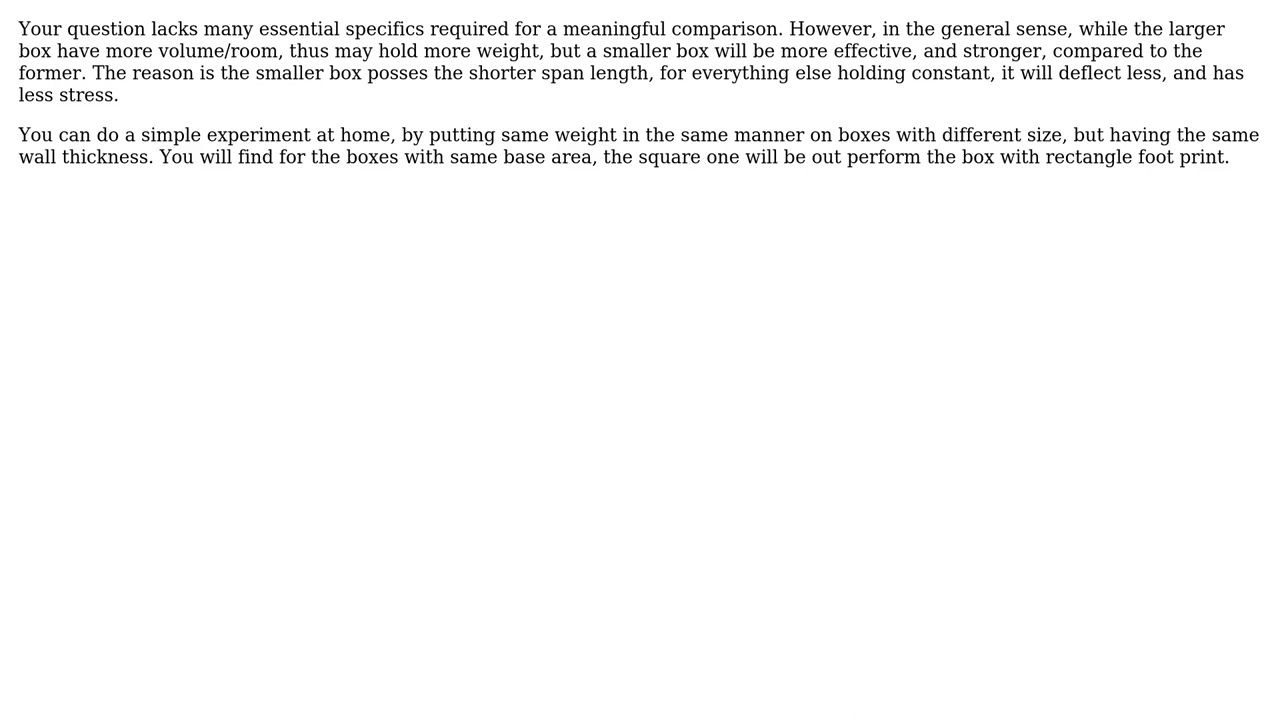 Your question lacks many essential specifics required for a meaningful comparison. However, in the general sense, while the larger
box have more volume/room, thus may hold more weight, but a smaller box will be more effective, and stronger, compared to the
former. The reason is the smaller box posses the shorter span length, for everything else holding constant, it will deflect less, and has
less stress.
You can do a simple experiment at home, by putting same weight in the same manner on boxes with different size, but having the same
wall thickness. You will find for the boxes with same base area, the square one will be out perform the box with rectangle foot print.